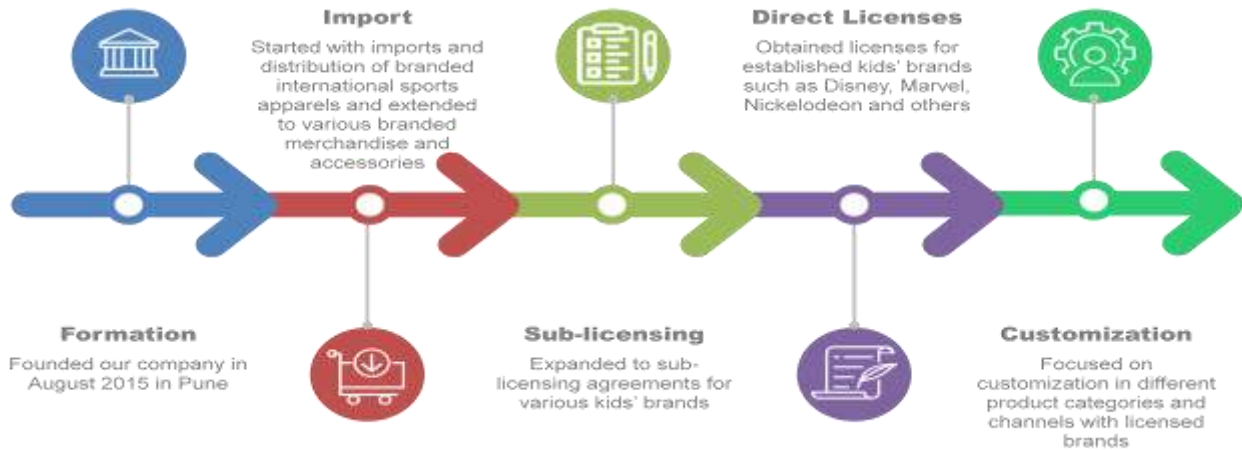 Import
Started with imports and
distribution of branded
international sports
apparels and extended
to various branded
merchandise and
accessories
Direct Licenses
Obtained licenses for
established kids' brands
such as Disney, Marvel,
Nickelodeon and others
Formation
Founded our company in
August 2015 in Pune
Sub-licensing
Expanded to sub-
licensing agreements for
various kids' brands
Customization
Focused on
customization in different
product categories and
channels with licensed
brands